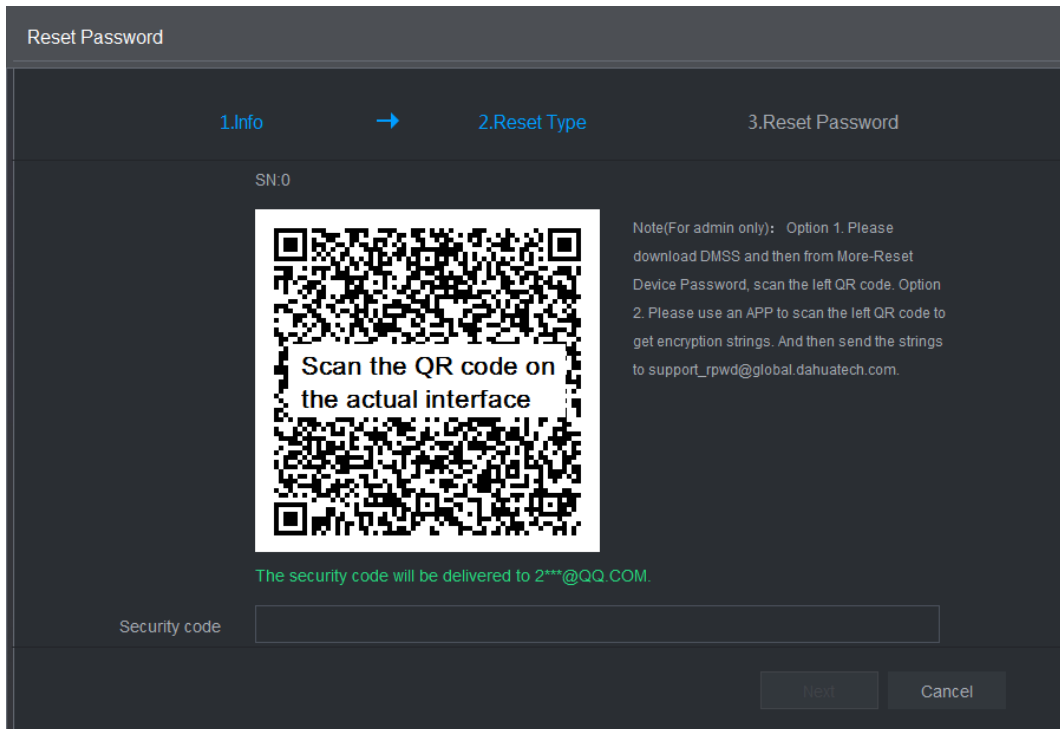 Reset Password
1.Info → 2.Reset Type 3.Reset Password
SN:0
Note(For admin only): Option 1. Please
download DMSS and then from More-Reset
Device Password, scan the left QR code. Option
2. Please use an APP to scan the left QR code to
get encryption strings. And then send the strings
to support_rpwd@global.dahuatech.com.
Scan the QR code on
the actual interface
The security code will be delivered to 2***@QQ.COM.
Security code
Next Cancel